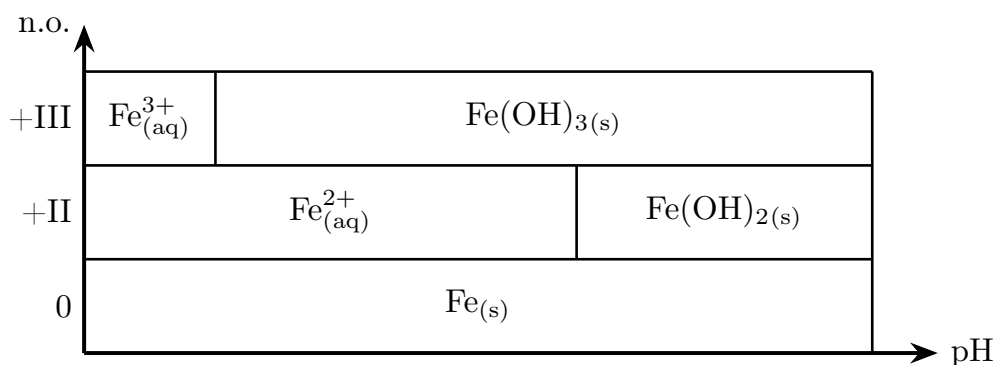 n.o.
+III Fe³⁺(aq) Fe(OH)₃(s)
+II Fe²⁺(aq) Fe(OH)₂(s)
0 Fe(s)
pH